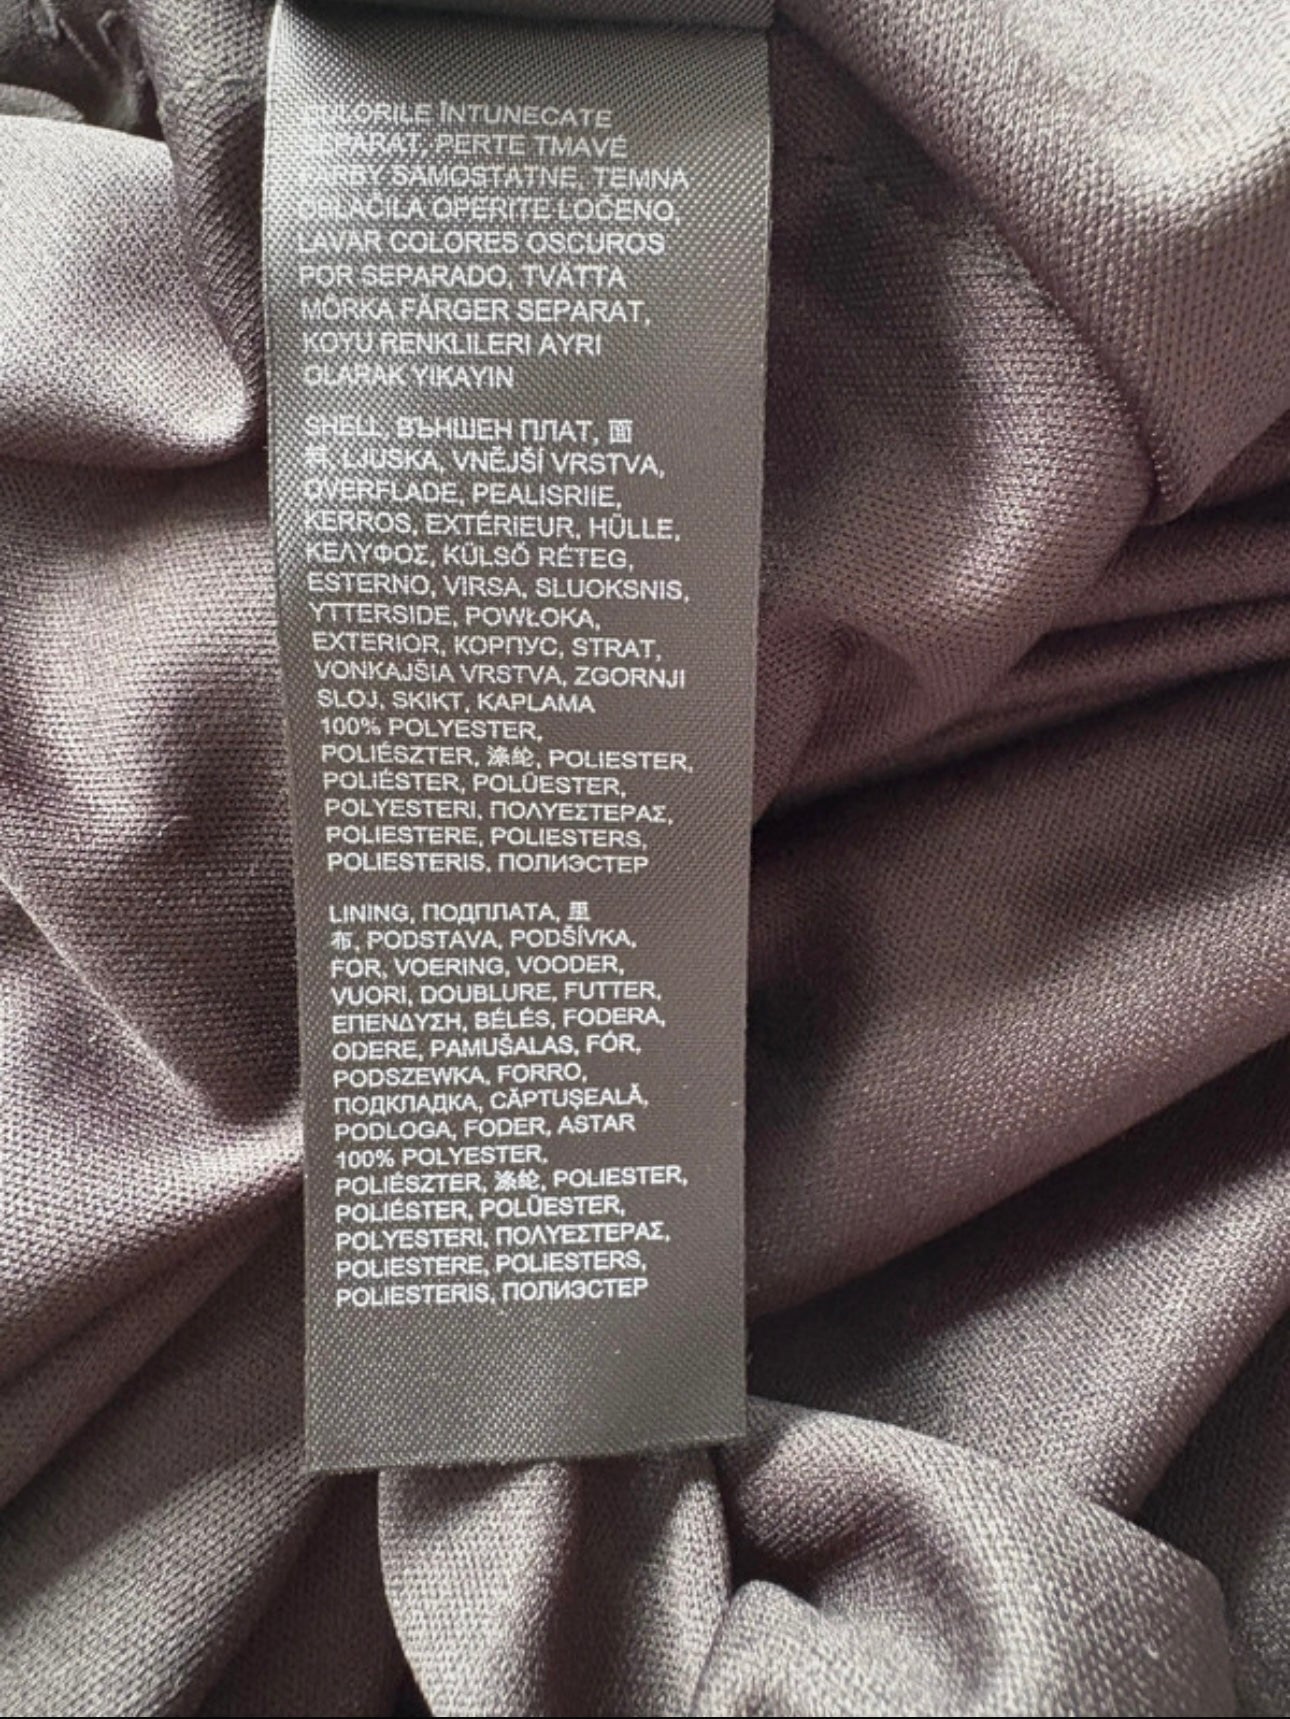 CULORILE ÎNTUNECATE
SEPARAT, PERTE TMAVÉ
FARBY SAMOSTATNE, TEMNA
OBLAČILA OPERITE LOČENO,
LAVAR COLORES OSCUROS
POR SEPARADO, TVÄTTA
MÖRKA FÄRGER SEPARAT,
KOYU RENKLILERI AYRI
OLARAK YIKAYIN
SHELL, ВЪНШЕН ПЛАТ, 面
料, LJUSKA, VNĚJŠÍ VRSTVA,
OVERFLADE, PEALISRIIE,
KERROS, EXTÉRIEUR, HÜLLE,
ΚΕΛΥΦΟΣ, KÜLSŐ RÉTEG,
ESTERNO, VIRSA, SLUOKSNIS,
YTTERSIDE, POWŁOKA,
EXTERIOR, КОРПУС, STRAT,
VONKAJŠIA VRSTVA, ZGORNJI
SLOJ, SKIKT, KAPLAMA
100% POLYESTER,
POLIÉSZTER, 涤纶, POLIESTER,
POLIÉSTER, POLÜESTER,
POLYESTERI, ΠΟΛΥΕΣΤΕΡΑΣ,
POLIESTERE, POLIESTERS,
POLIESTERIS, ПОЛИЭСТЕР
LINING, ПОДПЛАТА, 里
布, PODSTAVA, PODŠÍVKA,
FOR, VOERING, VOODER,
VUORI, DOUBLURE, FUTTER,
ΕΠΕΝΔΥΣΗ, BÉLÉS, FODERA,
ODERE, PAMUŠALAS, FÓR,
PODSZEWKA, FORRO,
ПОДКЛАДКА, CĂPTUȘEALĂ,
PODLOGA, FODER, ASTAR
100% POLYESTER,
POLIÉSZTER, 涤纶, POLIESTER,
POLIÉSTER, POLÜESTER,
POLYESTERI, ΠΟΛΥΕΣΤΕΡΑΣ,
POLIESTERE, POLIESTERS,
POLIESTERIS, ПОЛИЭСТЕР